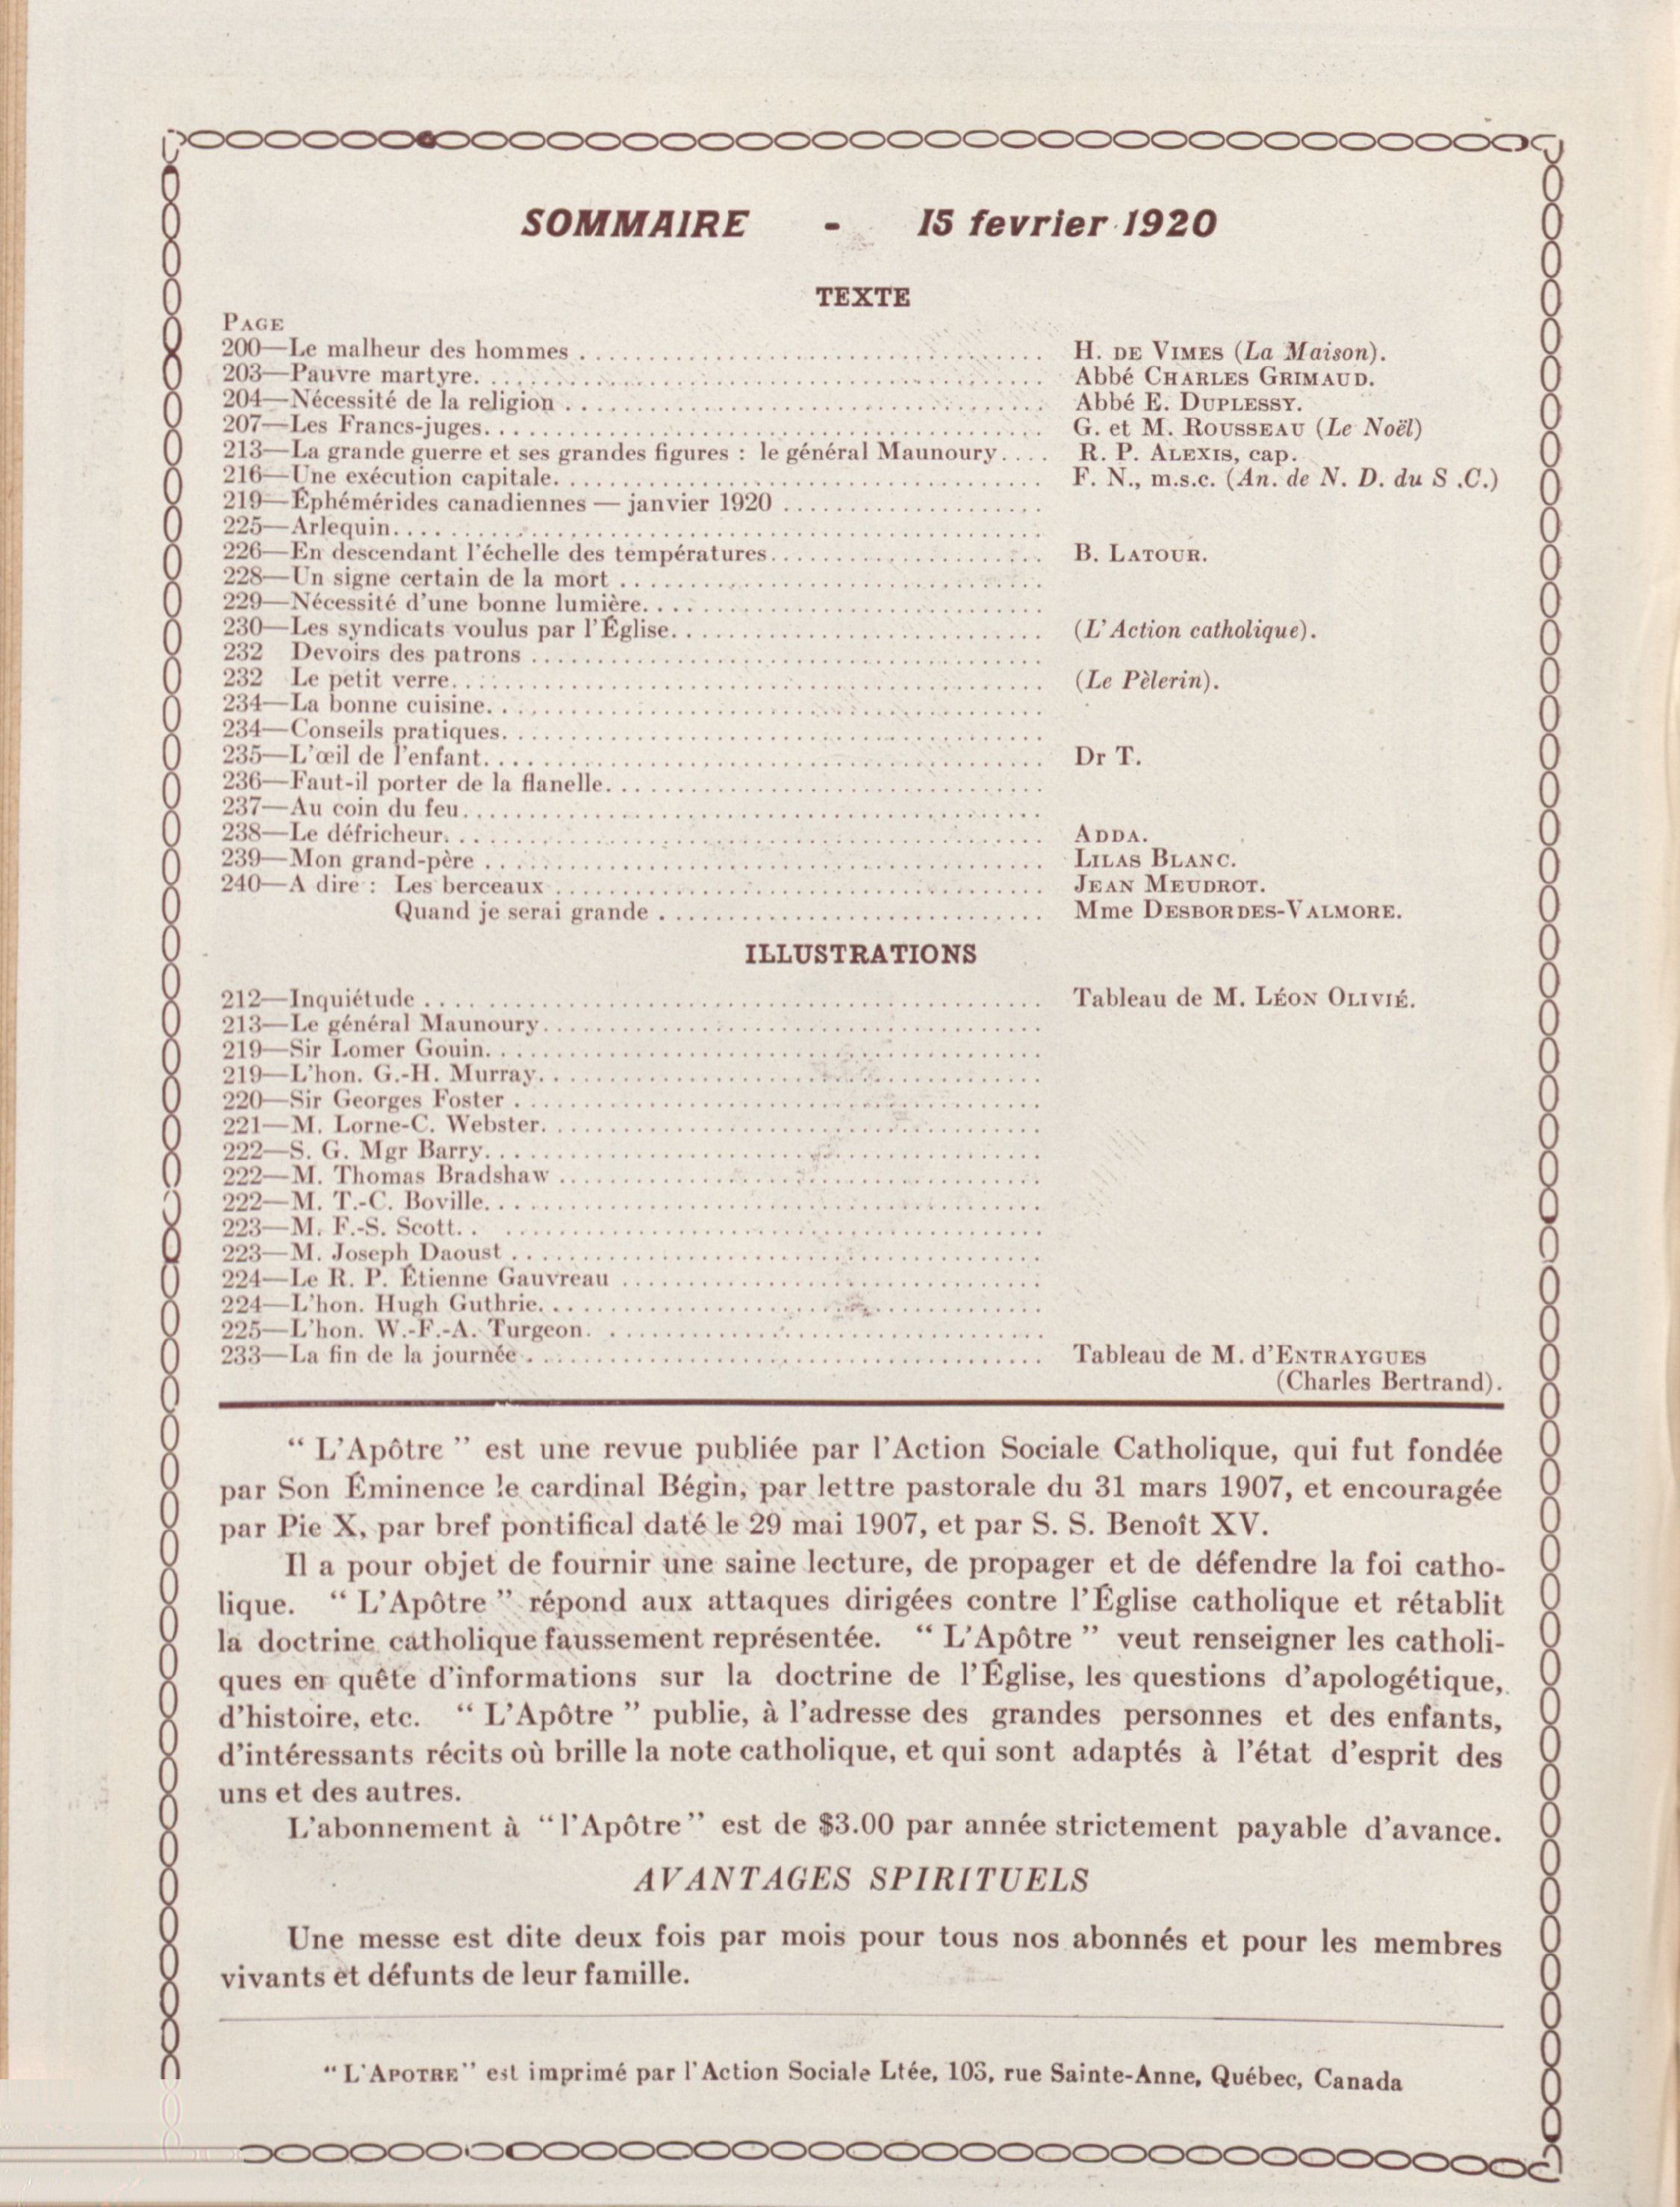 SOMMAIRE - 15 fevrier 1920
TEXTE
PAGE
200—Le malheur des hommes . . . . . . . . . . H. DE VIMES (La Maison).
203—Pauvre martyre. . . . . . . . . . Abbé CHARLES GRIMAUD.
204—Nécessité de la religion . . . . . . . . . . Abbé E. DUPLESSY.
207—Les Francs-juges. . . . . . . . . . G. et M. ROUSSEAU (Le Noël)
213—La grande guerre et ses grandes figures : le général Maunoury. . . . R. P. ALEXIS, cap.
216—Une exécution capitale. . . . . . . . . . F. N., m.s.c. (An. de N. D. du S .C.)
219—Éphémérides canadiennes — janvier 1920 . . . . . . . . . .
225—Arlequin. . . . . . . . . .
226—En descendant l'échelle des températures. . . . . . . . . . B. LATOUR.
228—Un signe certain de la mort . . . . . . . . . .
229—Nécessité d'une bonne lumière. . . . . . . . . .
230—Les syndicats voulus par l'Église. . . . . . . . . . (L'Action catholique).
232 Devoirs des patrons . . . . . . . . . .
232 Le petit verre. . . . . . . . . . (Le Pèlerin).
234—La bonne cuisine. . . . . . . . . .
234—Conseils pratiques. . . . . . . . . .
235—L'œil de l'enfant. . . . . . . . . . Dr T.
236—Faut-il porter de la flanelle. . . . . . . . . .
237—Au coin du feu. . . . . . . . . .
238—Le défricheur. . . . . . . . . . ADDA.
239—Mon grand-père . . . . . . . . . . LILAS BLANC.
240—A dire : Les berceaux . . . . . . . . . . JEAN MEUDROT.
Quand je serai grande . . . . . . . . . . Mme DESBORDES-VALMORE.
ILLUSTRATIONS
212—Inquiétude . . . . . . . . . . Tableau de M. LÉON OLIVIÉ.
213—Le général Maunoury. . . . . . . . . .
219—Sir Lomer Gouin. . . . . . . . . .
219—L'hon. G.-H. Murray. . . . . . . . . .
220—Sir Georges Foster . . . . . . . . . .
221—M. Lorne-C. Webster. . . . . . . . . .
222—S. G. Mgr Barry. . . . . . . . . .
222—M. Thomas Bradshaw . . . . . . . . . .
222—M. T.-C. Boville. . . . . . . . . .
223—M. F.-S. Scott. . . . . . . . . .
223—M. Joseph Daoust . . . . . . . . . .
224—Le R. P. Étienne Gauvreau . . . . . . . . . .
224—L'hon. Hugh Guthrie. . . . . . . . . .
225—L'hon. W.-F.-A. Turgeon. . . . . . . . . .
233—La fin de la journée . . . . . . . . . . Tableau de M. d'ENTRAYGUES
(Charles Bertrand).
“ L'Apôtre ” est une revue publiée par l'Action Sociale Catholique, qui fut fondée
par Son Éminence le cardinal Bégin, par lettre pastorale du 31 mars 1907, et encouragée
par Pie X, par bref pontifical daté le 29 mai 1907, et par S. S. Benoît XV.
Il a pour objet de fournir une saine lecture, de propager et de défendre la foi catho-
lique. “ L'Apôtre ” répond aux attaques dirigées contre l'Église catholique et rétablit
la doctrine catholique faussement représentée. “ L'Apôtre ” veut renseigner les catholi-
ques en quête d'informations sur la doctrine de l'Église, les questions d'apologétique,
d'histoire, etc. “ L'Apôtre ” publie, à l'adresse des grandes personnes et des enfants,
d'intéressants récits où brille la note catholique, et qui sont adaptés à l'état d'esprit des
uns et des autres.
L'abonnement à “l'Apôtre” est de $3.00 par année strictement payable d'avance.
AVANTAGES SPIRITUELS
Une messe est dite deux fois par mois pour tous nos abonnés et pour les membres
vivants et défunts de leur famille.
“L'APOTRE” est imprimé par l'Action Sociale Ltée, 103, rue Sainte-Anne, Québec, Canada